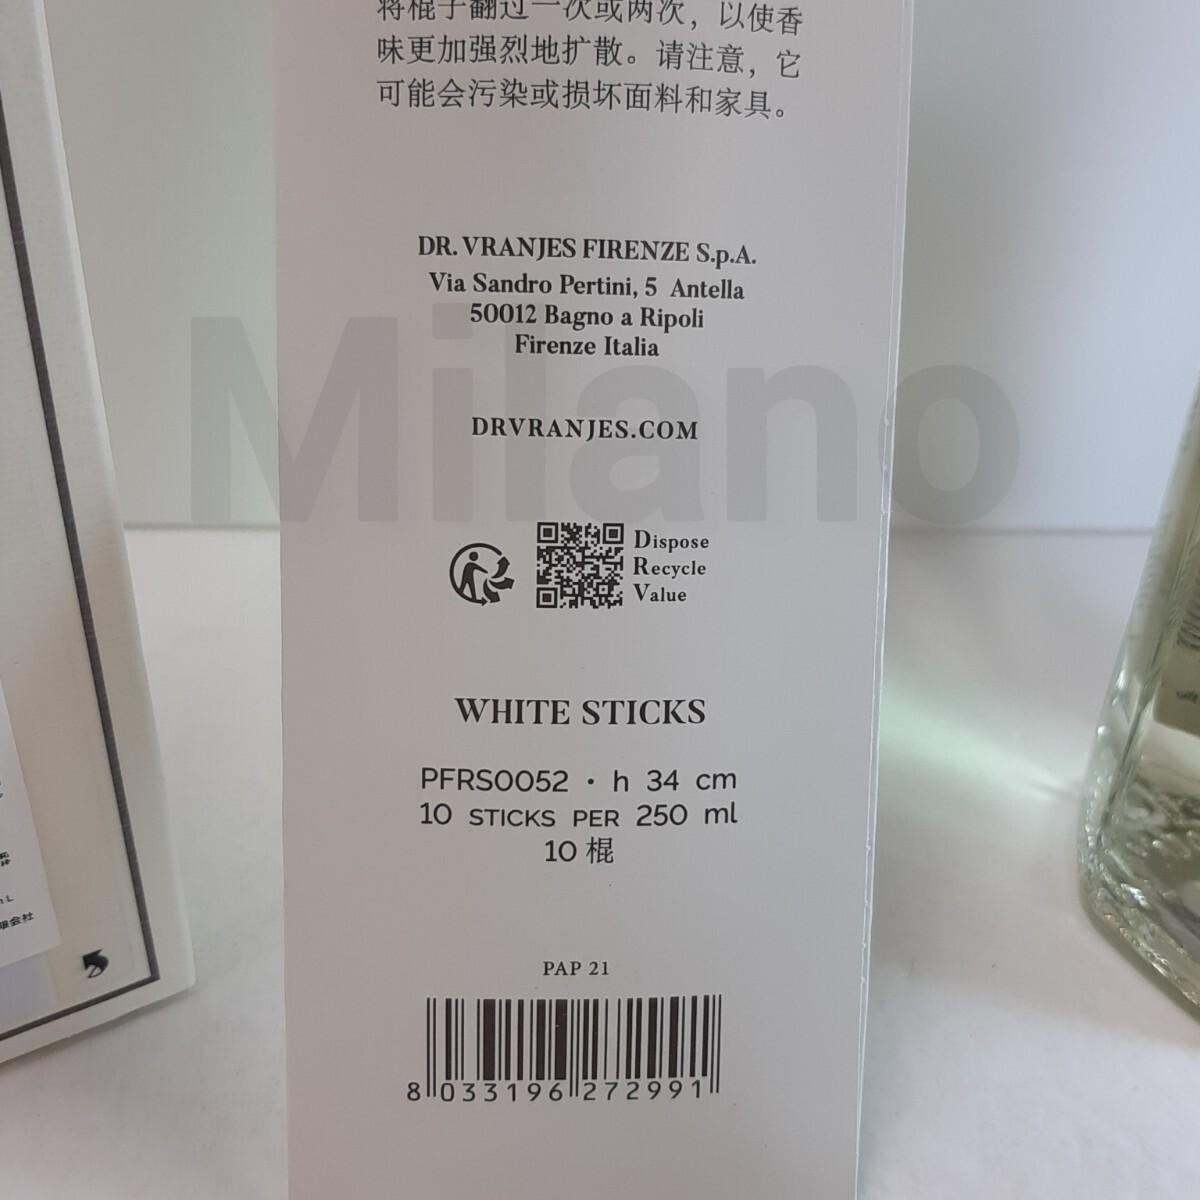 将棍子翻过一次或两次，以使香
味更加强烈地扩散。请注意，它
可能会污染或损坏面料和家具。
DR. VRANJES FIRENZE S.p.A.
Via Sandro Pertini, 5 Antella
50012 Bagno a Ripoli
Firenze Italia
Milano
DRVRANJES.COM
Dispose
Recycle
Value
WHITE STICKS
PFRS0052 · h 34 cm
10 STICKS PER 250 ml
10 棍
PAP 21
8 033196 272991
限会社